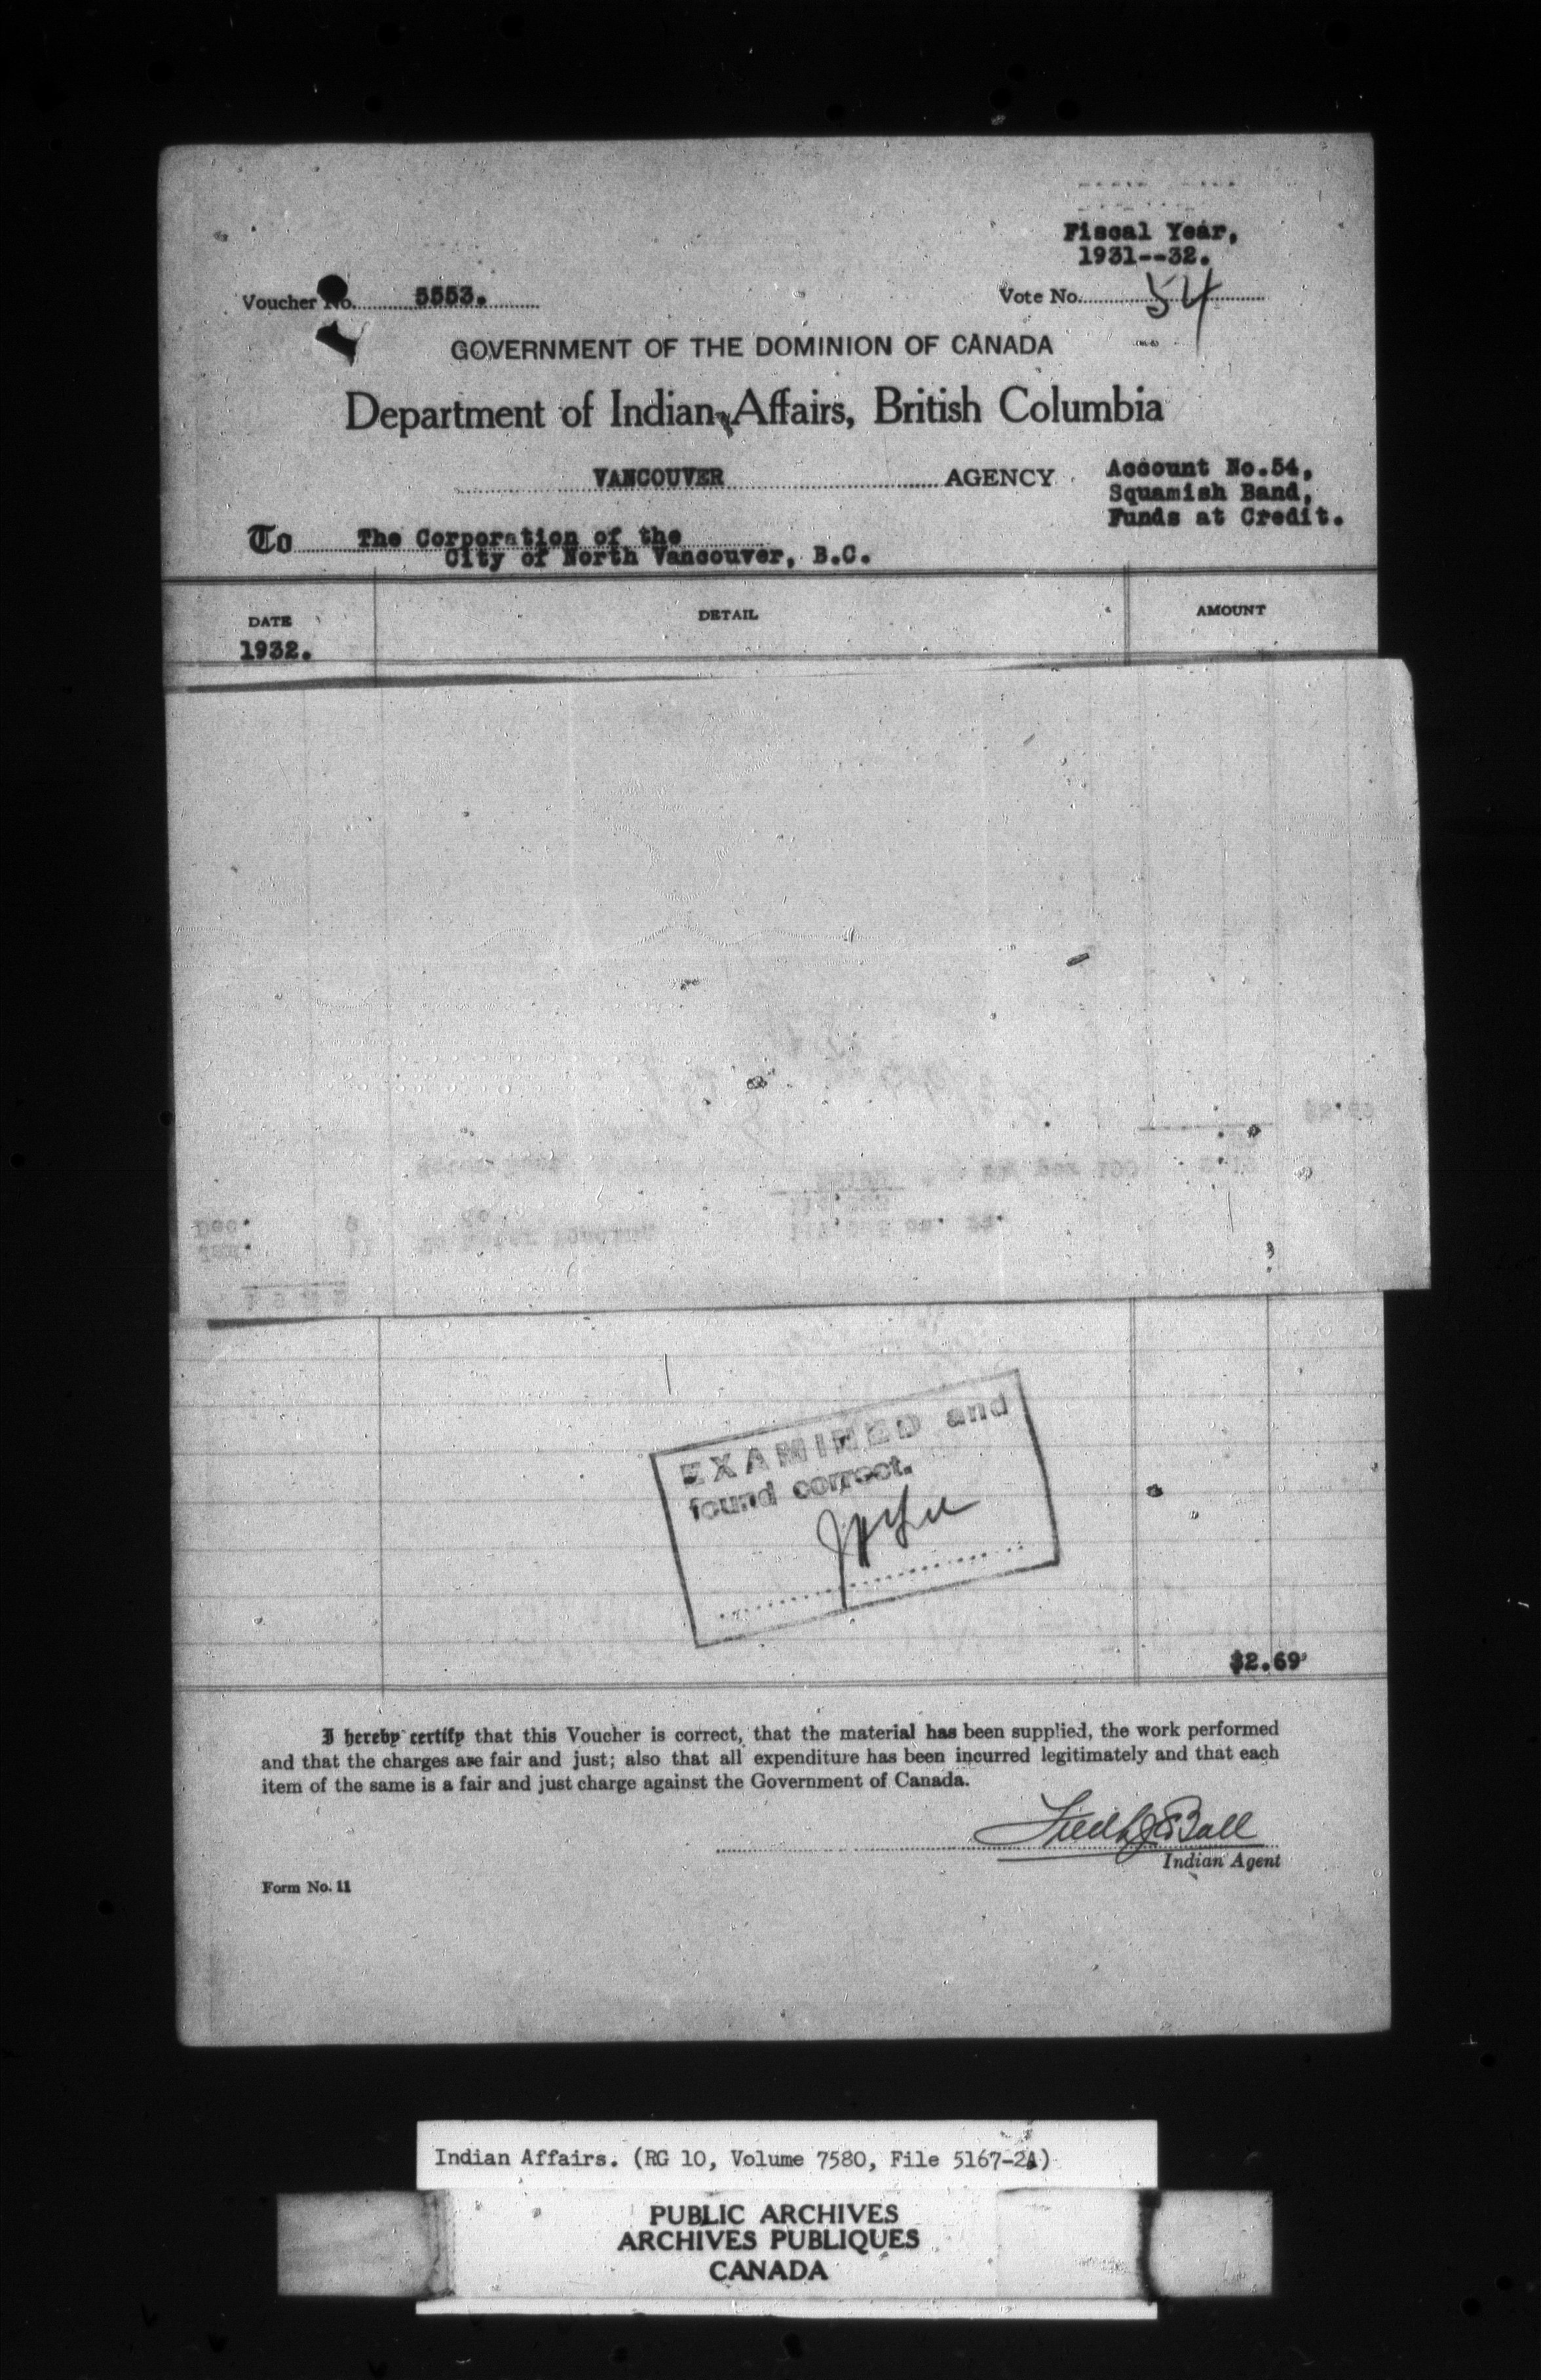 Fiscal Year,
1931--32.
Voucher No. 5553.
Vote No. 54
GOVERNMENT OF THE DOMINION OF CANADA
Department of Indian Affairs, British Columbia
VANCOUVER AGENCY
Account No.54,
Squamish Band,
Funds at Credit.
To The Corporation of the
City of North Vancouver, B.C.
DATE DETAIL AMOUNT
1932.
EXAMINED and
found correct.
$2.69
I hereby certify that this Voucher is correct, that the material has been supplied, the work performed
and that the charges are fair and just; also that all expenditure has been incurred legitimately and that each
item of the same is a fair and just charge against the Government of Canada.
Ball
Indian Agent
Form No. 11
Indian Affairs. (RG 10, Volume 7580, File 5167-2A)
PUBLIC ARCHIVES
ARCHIVES PUBLIQUES
CANADA